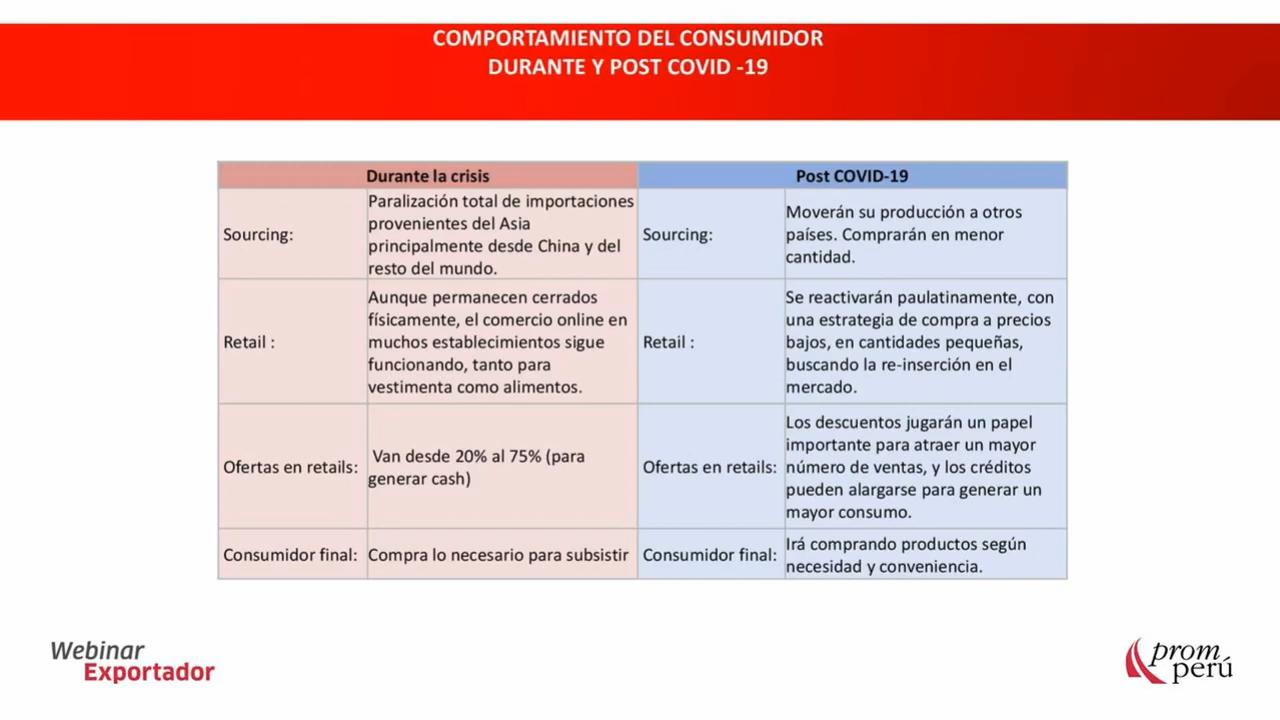 COMPORTAMIENTO DEL CONSUMIDOR
DURANTE Y POST COVID -19
Durante la crisis
Post COVID-19
Sourcing:
Paralización total de importaciones
provenientes del Asia
principalmente desde China y del
resto del mundo.
Sourcing:
Moverán su producción a otros
países. Comprarán en menor
cantidad.
Retail :
Aunque permanecen cerrados
físicamente, el comercio online en
muchos establecimientos sigue
funcionando, tanto para
vestimenta como alimentos.
Retail :
Se reactivarán paulatinamente, con
una estrategia de compra a precios
bajos, en cantidades pequeñas,
buscando la re-inserción en el
mercado.
Ofertas en retails:
Van desde 20% al 75% (para
generar cash)
Ofertas en retails:
Los descuentos jugarán un papel
importante para atraer un mayor
número de ventas, y los créditos
pueden alargarse para generar un
mayor consumo.
Consumidor final:
Compra lo necesario para subsistir
Consumidor final:
Irá comprando productos según
necesidad y conveniencia.
Webinar
Exportador
prom
perú